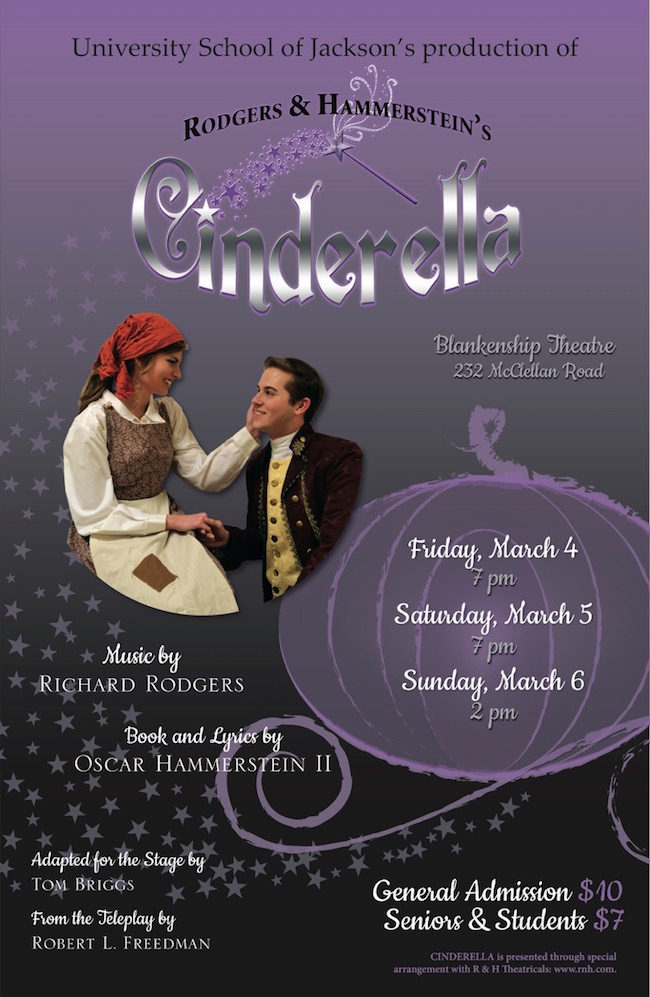 University School of Jackson's production of
RODGERS & HAMMERSTEIN'S
Cinderella
Blankenship Theatre
232 McClellan Road
Friday, March 4
7 pm
Saturday, March 5
7 pm
Sunday, March 6
2 pm
Music by
RICHARD RODGERS
Book and Lyrics by
OSCAR HAMMERSTEIN II
Adapted for the Stage by
TOM BRIGGS
From the Teleplay by
ROBERT L. FREEDMAN
General Admission $10
Seniors & Students $7
CINDERELLA is presented through special
arrangement with R & H Theatricals: www.rnh.com.